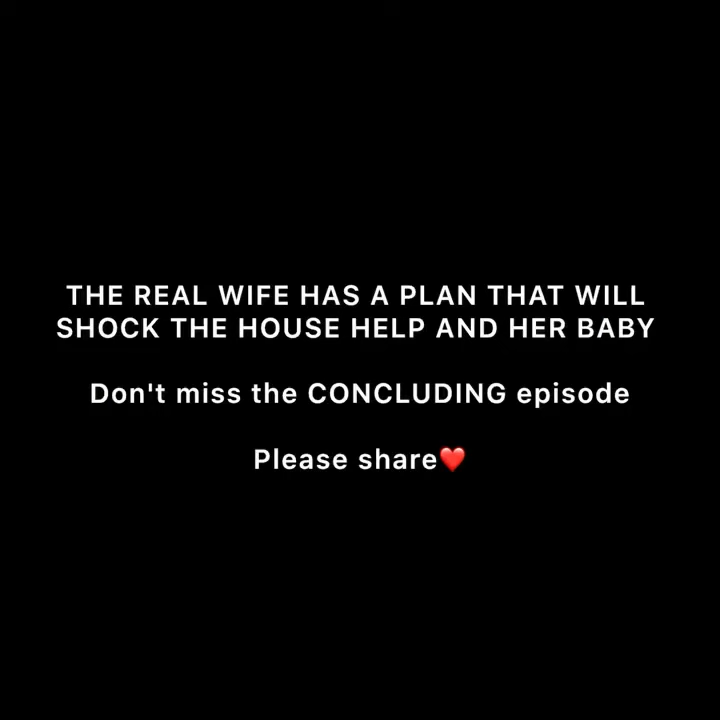 THE REAL WIFE HAS A PLAN THAT WILL
SHOCK THE HOUSE HELP AND HER BABY
Don't miss the CONCLUDING episode
Please share❤️